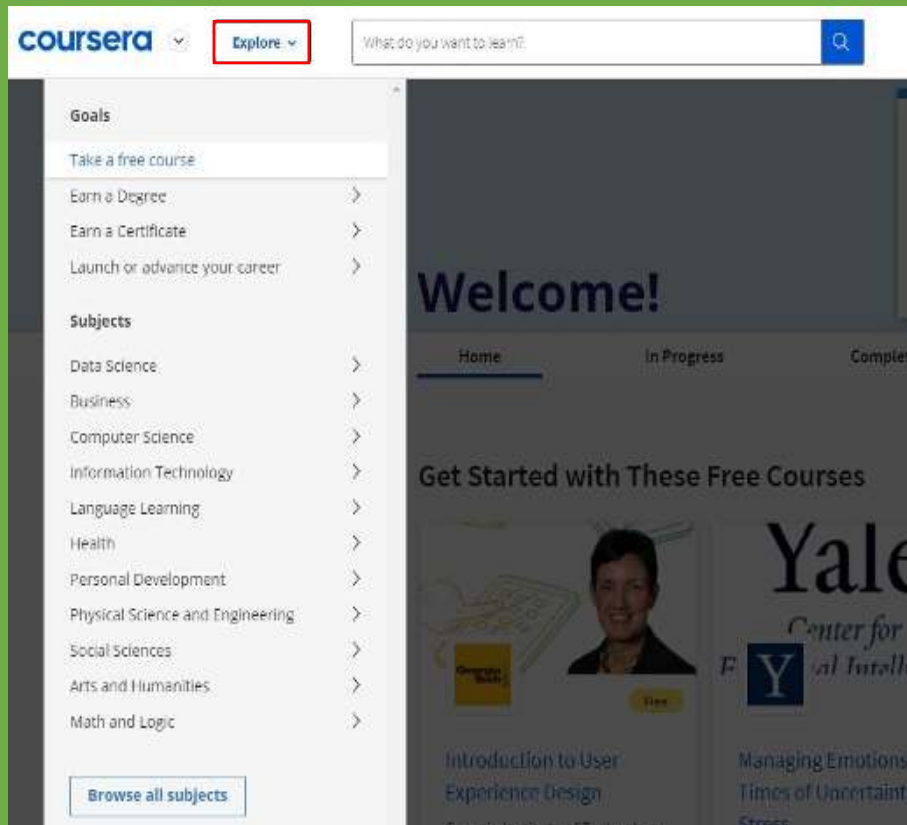 coursera
Explore
What do you want to learn?
Goals
Take a free course
Earn a Degree
Earn a Certificate
Launch or advance your career
Subjects
Data Science
Business
Computer Science
Information Technology
Language Learning
Health
Personal Development
Physical Science and Engineering
Social Sciences
Arts and Humanities
Math and Logic
Browse all subjects
Welcome!
Home
In Progress
Get Started with These Free Courses
Georgia
Tech
Free
Introduction to User
Experience Design
Yale
Center for
Y
Managing Emotions
Times of
Stress